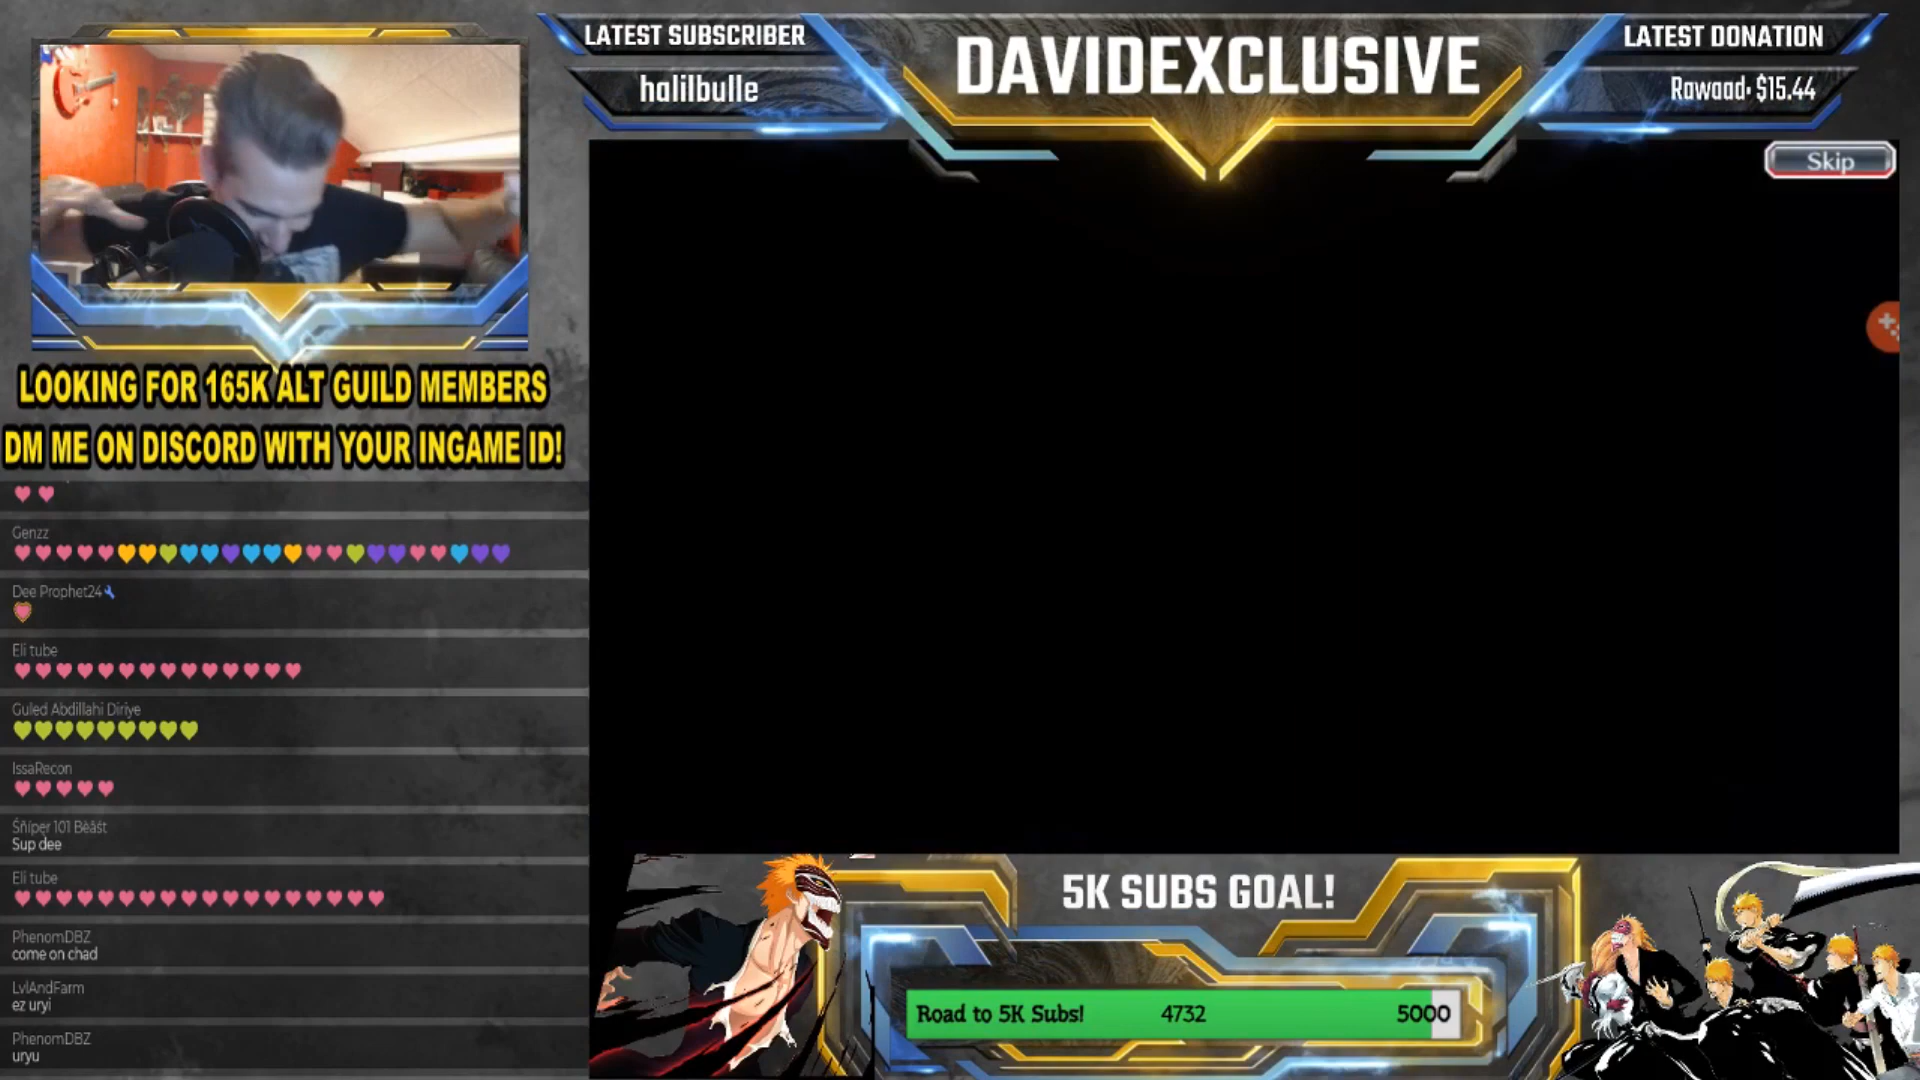 LATEST SUBSCRIBER
halilbulle
DAVIDEXCLUSIVE
LATEST DONATION
Rawaad: $15.44
Skip
LOOKING FOR 165K ALT GUILD MEMBERS
DM ME ON DISCORD WITH YOUR INGAME ID!
Genzz
Dee Prophet24
Eli tube
Guled Abdillahi Diriye
IssaRecon
Sñíper 101 Bèâśt
Sup dee
Eli tube
PhenomDBZ
come on chad
LvlAndFarm
ez uryi
PhenomDBZ
uryu
5K SUBS GOAL!
Road to 5K Subs! 4732 5000